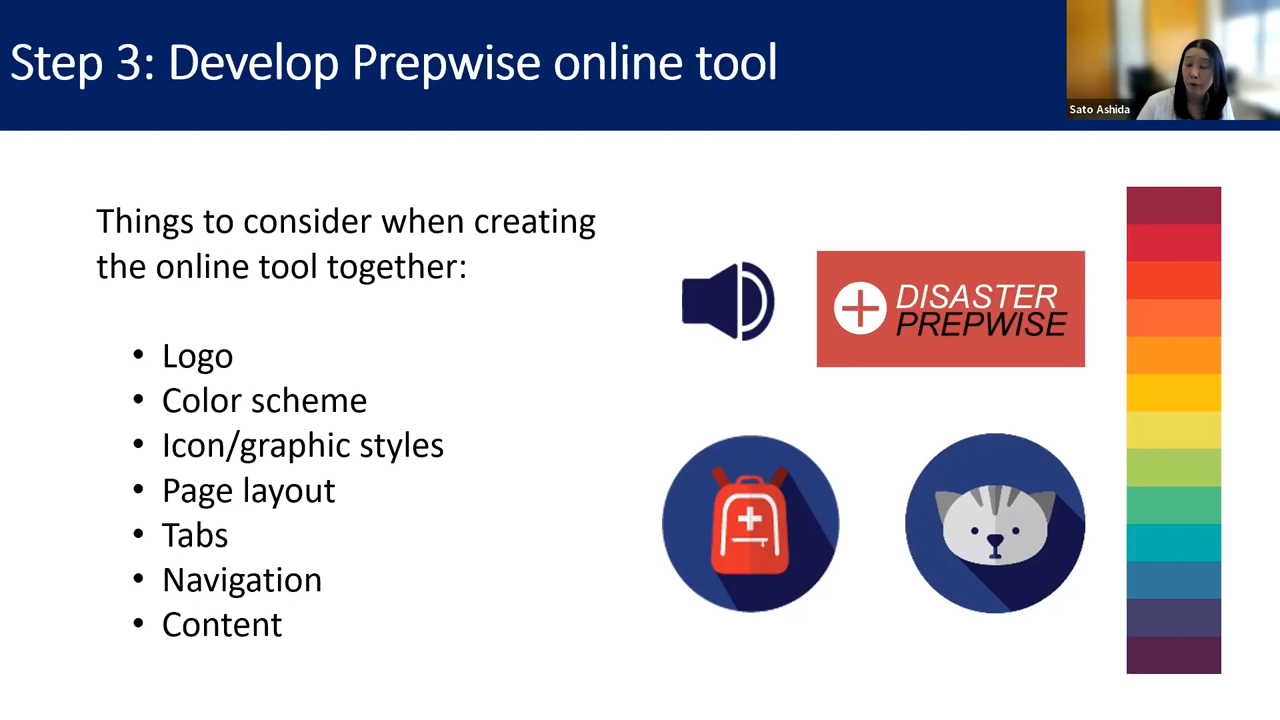 Step 3: Develop Prepwise online tool
Sato Ashida
Things to consider when creating
the online tool together:
• Logo
• Color scheme
• Icon/graphic styles
• Page layout
• Tabs
• Navigation
• Content
DISASTER
PREPWISE